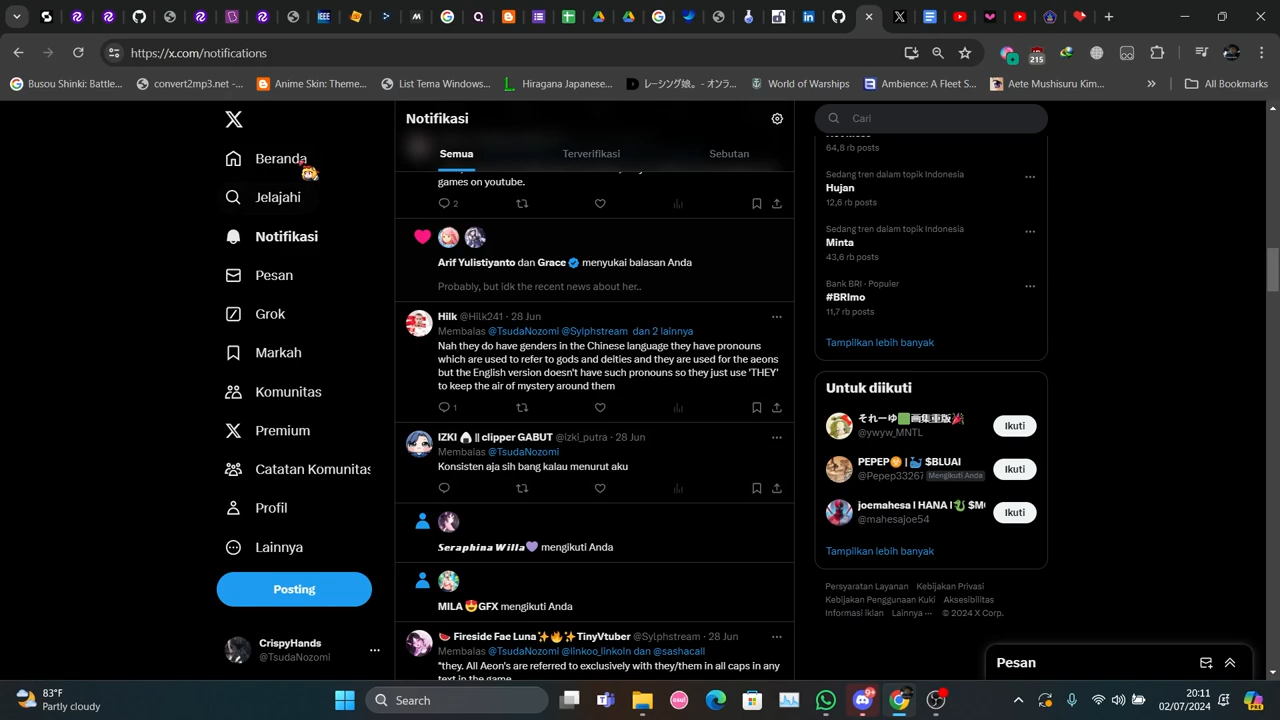 https://x.com/notifications
215
Busou Shinki: Battle...
convert2mp3.net -...
Anime Skin: Theme...
List Tema Windows...
Hiragana Japanese...
レーシング娘。- オンラ...
World of Warships
Ambience: A Fleet S...
Aete Mushisuru Kim...
All Bookmarks
Beranda
Jelajahi
Notifikasi
Pesan
Grok
Markah
Komunitas
Premium
Catatan Komunitas
Profil
Lainnya
Posting
CrispyHands
@TsudaNozomi
Notifikasi
Semua
Terverifikasi
Sebutan
games on youtube.
2
Arif Yulistiyanto dan Grace menyukai balasan Anda
Probably, but Idk the recent news about her..
Hilk @Hilk241 · 28 Jun
Membalas @TsudaNozomi @Sylphstream dan 2 lainnya
Nah they do have genders in the Chinese language they have pronouns
which are used to refer to gods and deities and they are used for the aeons
but the English version doesn't have such pronouns so they just use 'THEY'
to keep the air of mystery around them
1
IZKI 🍙 || clipper GABUT @izki_putra · 28 Jun
Membalas @TsudaNozomi
Konsisten aja sih bang kalau menurut aku
Seraphina Willa💜 mengikuti Anda
MILA 😍GFX mengikuti Anda
🍉 Fireside Fae Luna✨🔥✨TinyVtuber @Sylphstream · 28 Jun
Membalas @TsudaNozomi @linkoo_linkoln dan @sashacall
*they. All Aeon's are referred to exclusively with they/them in all caps in any
text in the game.
Cari
64,8 rb posts
Sedang tren dalam topik Indonesia
Hujan
12,6 rb posts
Sedang tren dalam topik Indonesia
Minta
43,6 rb posts
Bank BRI · Populer
#BRImo
11,7 rb posts
Tampilkan lebih banyak
Untuk diikuti
それーゆ🟩画集重版🎉
@ywyw_MNTL
Ikuti
PEPEP | 🐳 $BLUAI
@Pepep33267 Mengikuti Anda
Ikuti
joemahesa | HANA |🐉 $M
@mahesajoe54
Ikuti
Tampilkan lebih banyak
Persyaratan Layanan Kebijakan Privasi
Kebijakan Penggunaan Kuki Aksesibilitas
Informasi iklan Lainnya ··· © 2024 X Corp.
Pesan
83°F
Partly cloudy
Search
20:11
02/07/2024